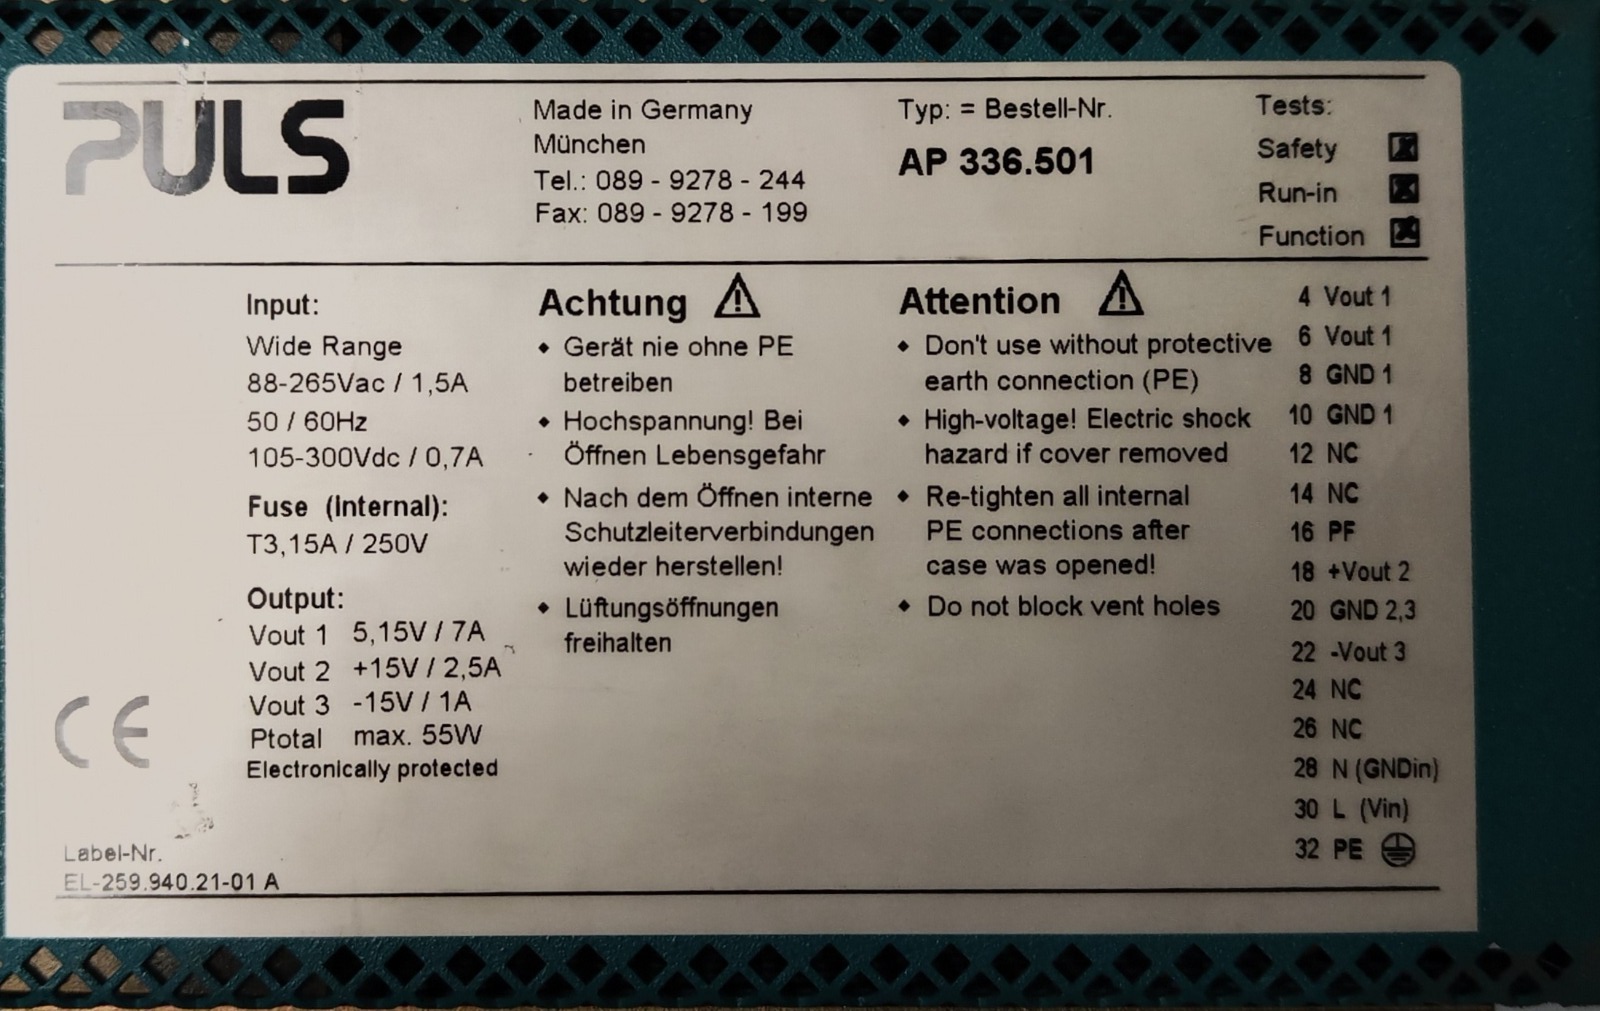 PULS
Made in Germany
München
Tel.: 089 - 9278 - 244
Fax: 089 - 9278 - 199
Typ: = Bestell-Nr.
AP 336.501
Tests:
Safety
Run-in
Function
Input:
Wide Range
88-265Vac / 1,5A
50 / 60Hz
105-300Vdc / 0,7A
Fuse (internal):
T3,15A / 250V
Output:
Vout 1 5,15V / 7A
Vout 2 +15V / 2,5A
Vout 3 -15V / 1A
Ptotal max. 55W
Electronically protected
CE
Label-Nr.
EL-259.940.21-01 A
Achtung
• Gerät nie ohne PE
betreiben
• Hochspannung! Bei
Öffnen Lebensgefahr
• Nach dem Öffnen interne
Schutzleiterverbindungen
wieder herstellen!
• Lüftungsöffnungen
freihalten
Attention
• Don't use without protective
earth connection (PE)
• High-voltage! Electric shock
hazard if cover removed
• Re-tighten all internal
PE connections after
case was opened!
• Do not block vent holes
4 Vout 1
6 Vout 1
8 GND 1
10 GND 1
12 NC
14 NC
16 PF
18 +Vout 2
20 GND 2,3
22 -Vout 3
24 NC
26 NC
28 N (GNDin)
30 L (Vin)
32 PE